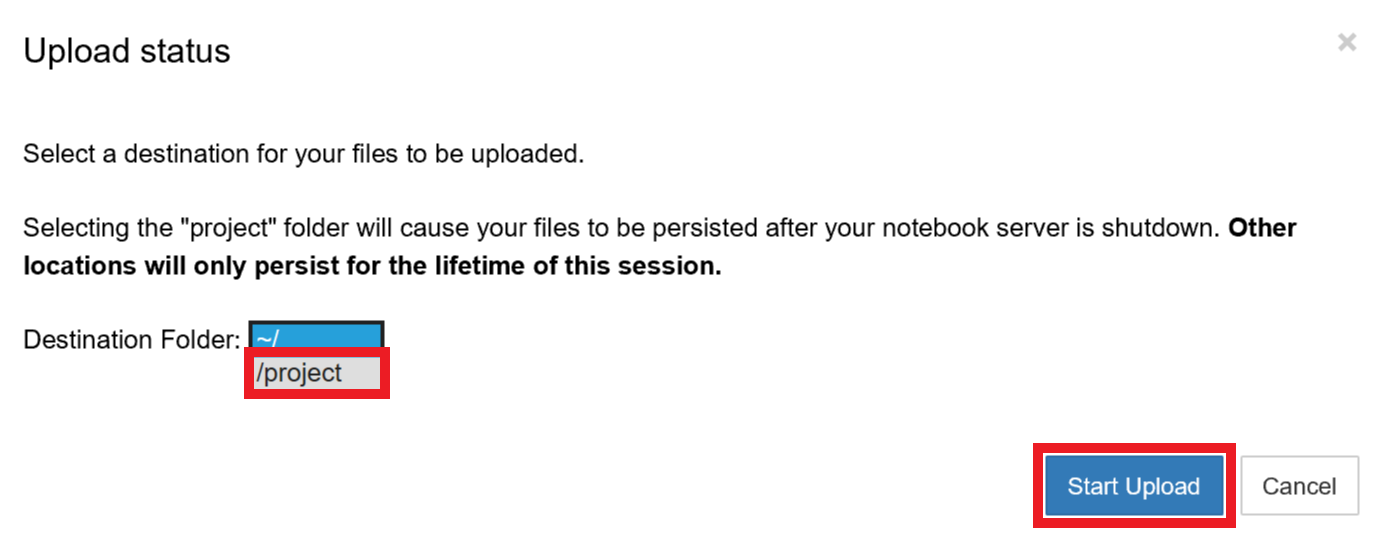 Upload status
×
Select a destination for your files to be uploaded.
Selecting the "project" folder will cause your files to be persisted after your notebook server is shutdown. Other
locations will only persist for the lifetime of this session.
Destination Folder: ~/
/project
Start Upload Cancel